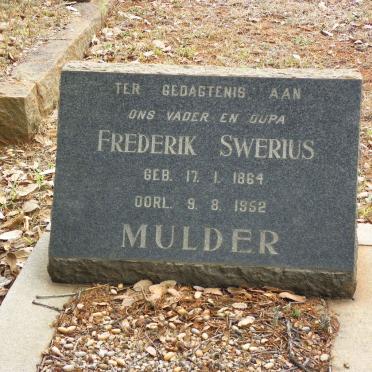 TER GEDAGTENIS AAN
ONS VADER EN OUPA
FREDERIK SWERIUS
GEB. 17. 1. 1864
OORL. 9. 8. 1952
MULDER